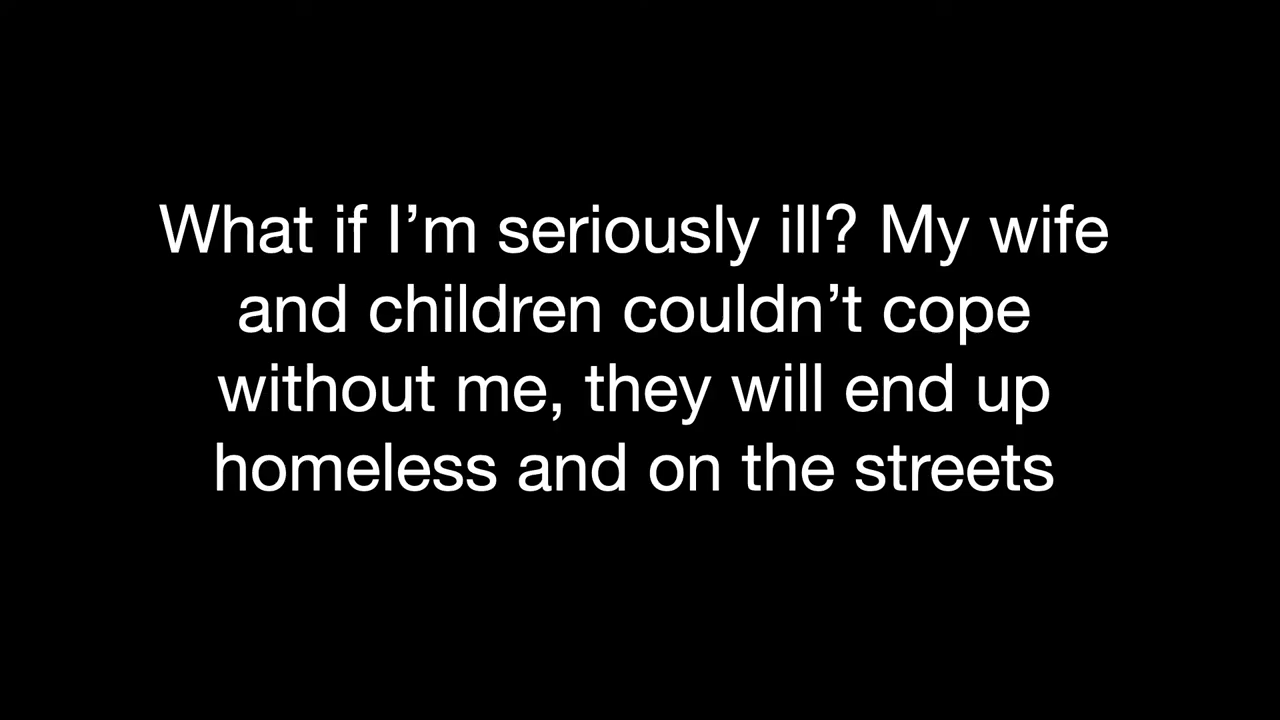 What if I’m seriously ill? My wife
and children couldn’t cope
without me, they will end up
homeless and on the streets